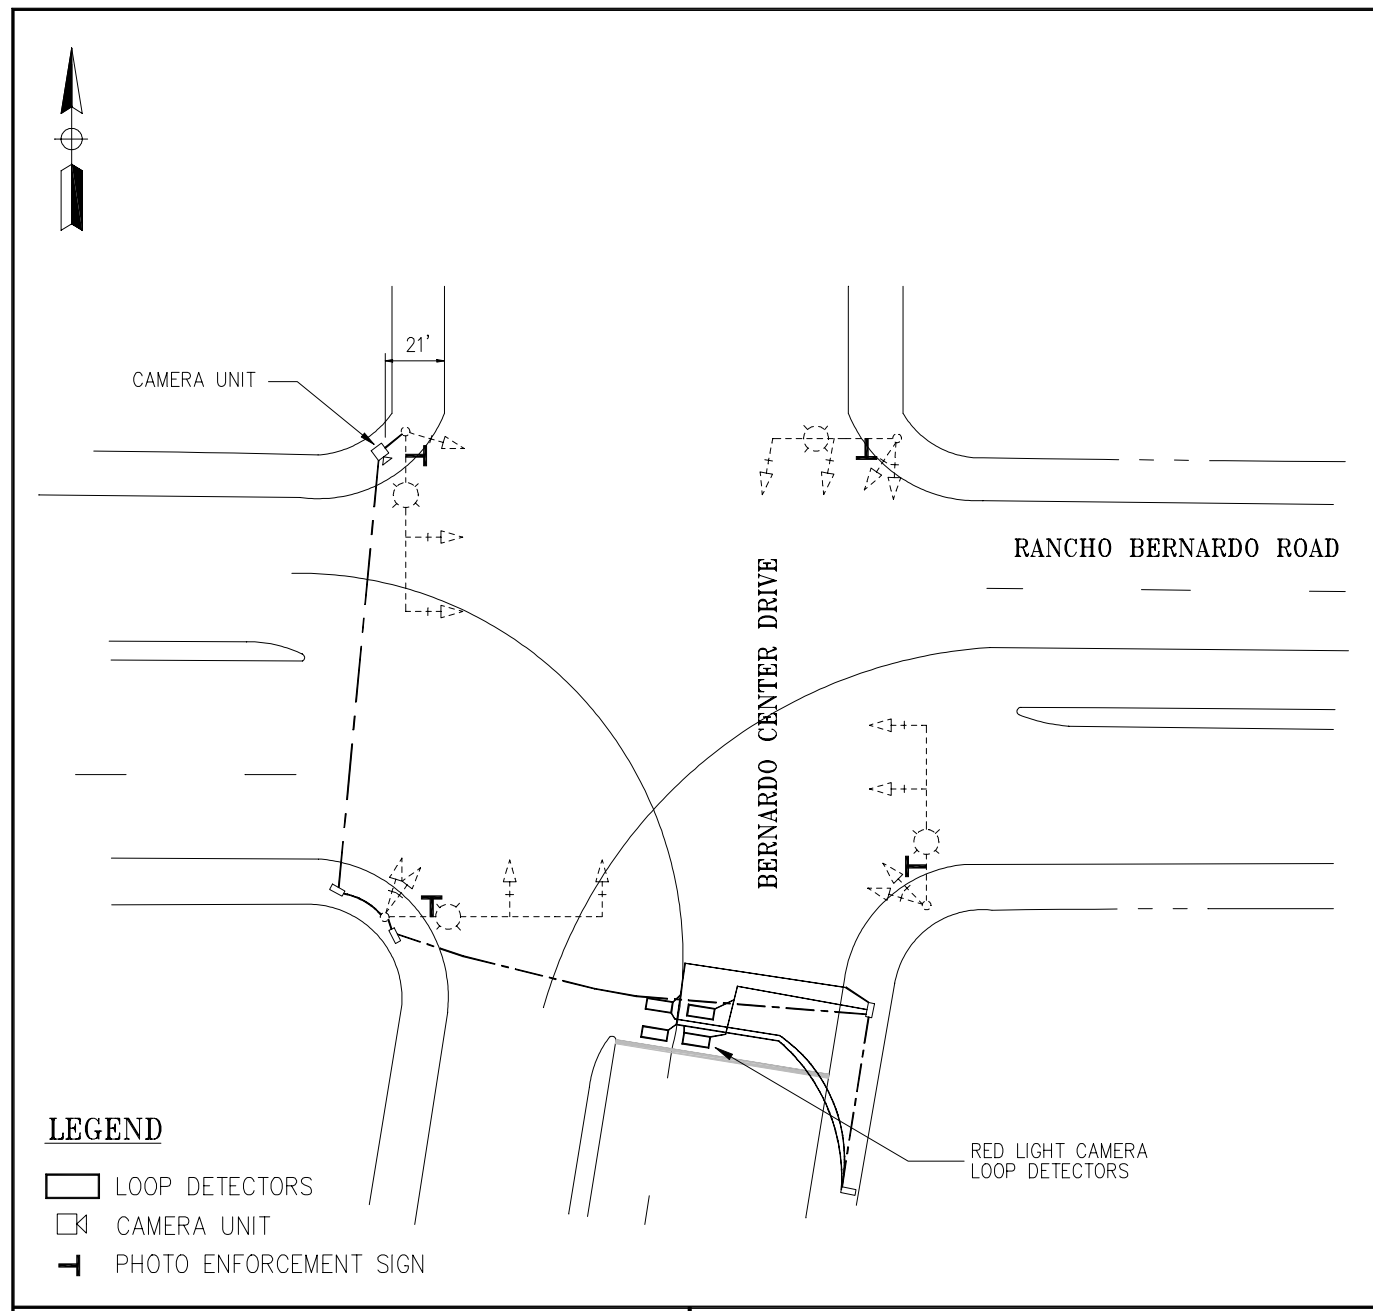 21'
CAMERA UNIT
RANCHO BERNARDO ROAD
BERNARDO CENTER DRIVE
RED LIGHT CAMERA
LOOP DETECTORS
LEGEND
LOOP DETECTORS
CAMERA UNIT
PHOTO ENFORCEMENT SIGN